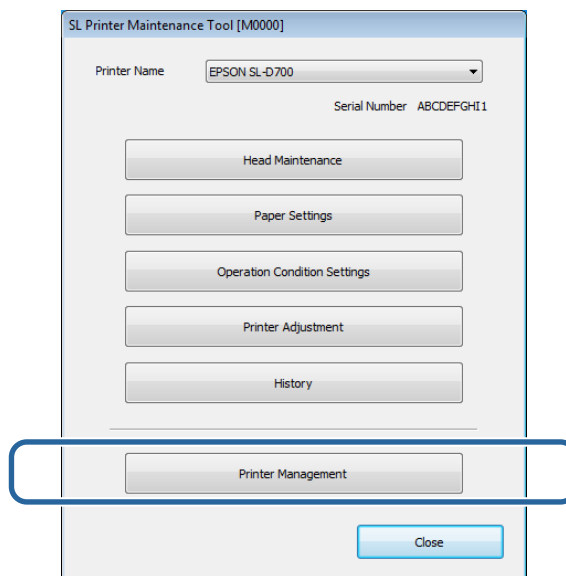 SL Printer Maintenance Tool [M0000]
Printer Name EPSON SL-D700
Serial Number ABCDEFGHI1
Head Maintenance
Paper Settings
Operation Condition Settings
Printer Adjustment
History
Printer Management
Close